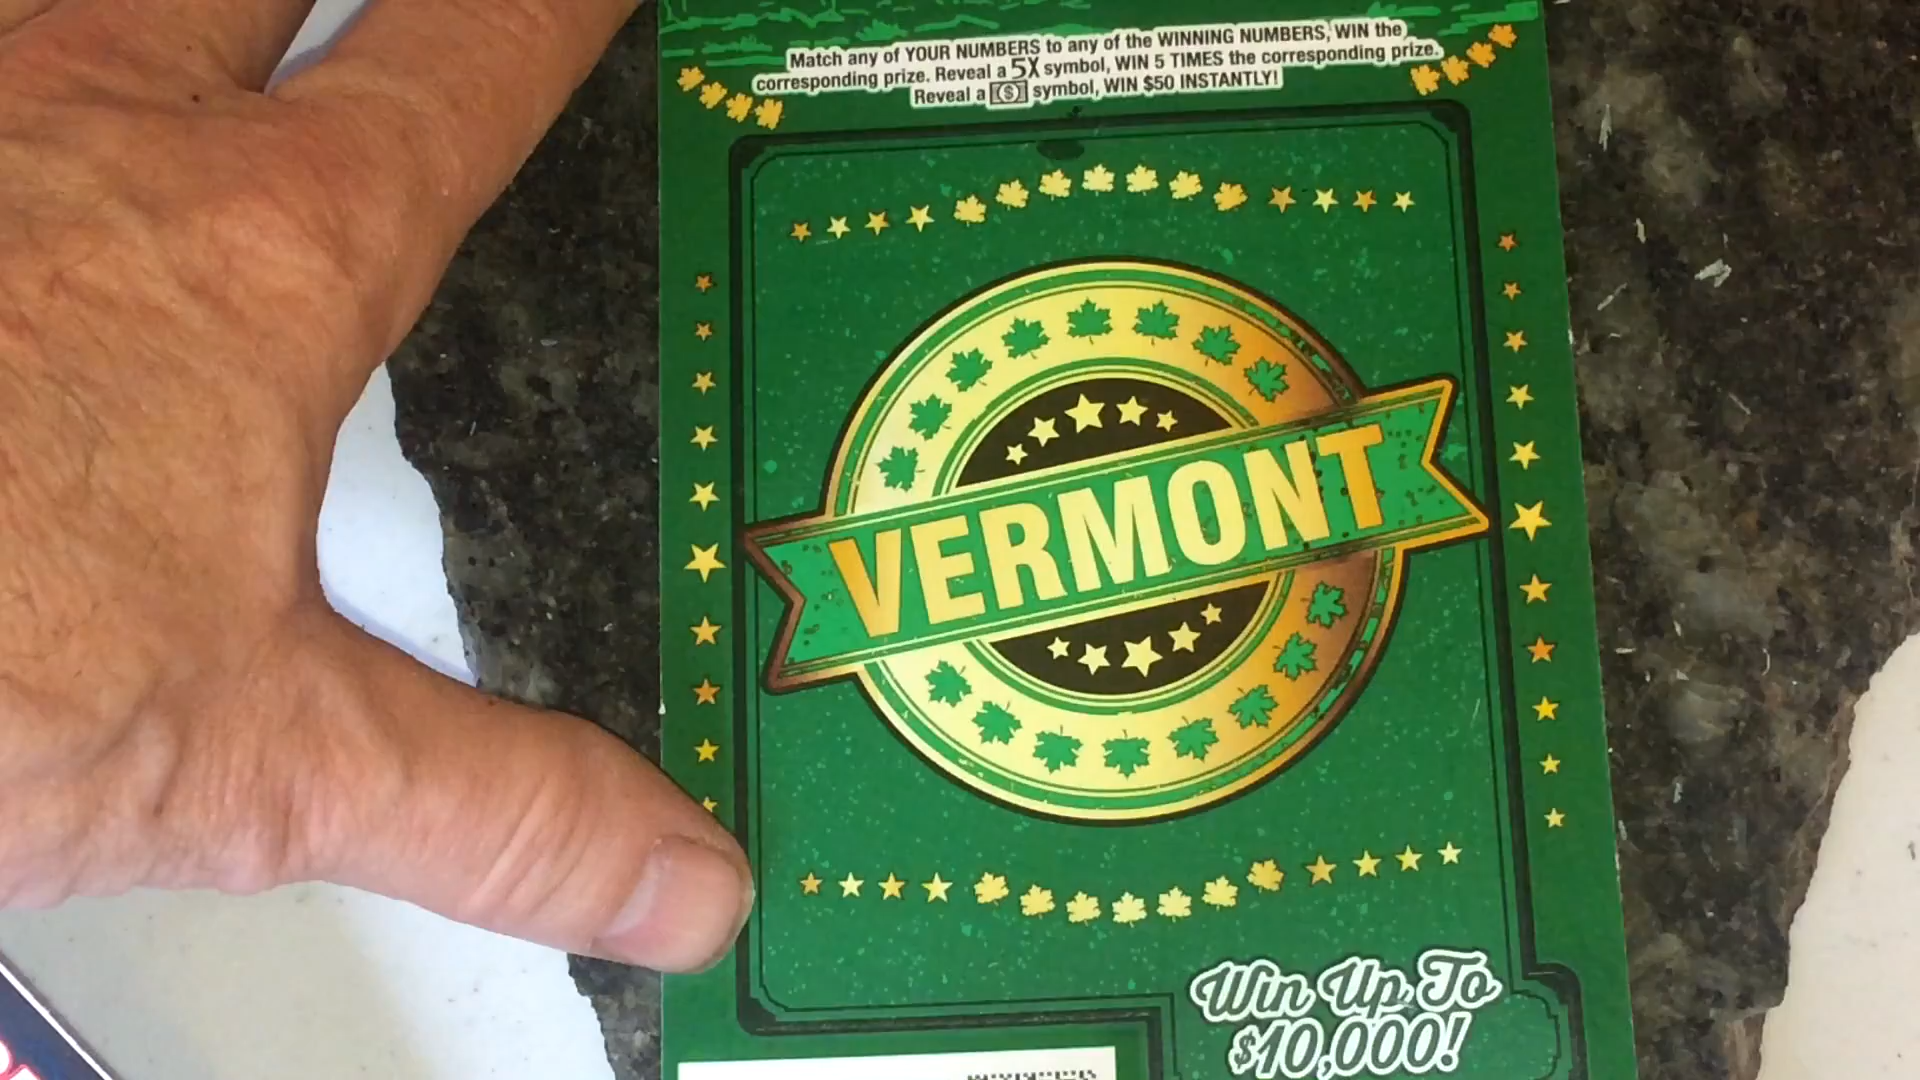 Match any of YOUR NUMBERS to any of the WINNING NUMBERS, WIN the
corresponding prize. Reveal a 5X symbol, WIN 5 TIMES the corresponding prize.
Reveal a [$] symbol, WIN $50 INSTANTLY!
VERMONT
Win Up To
$10,000!